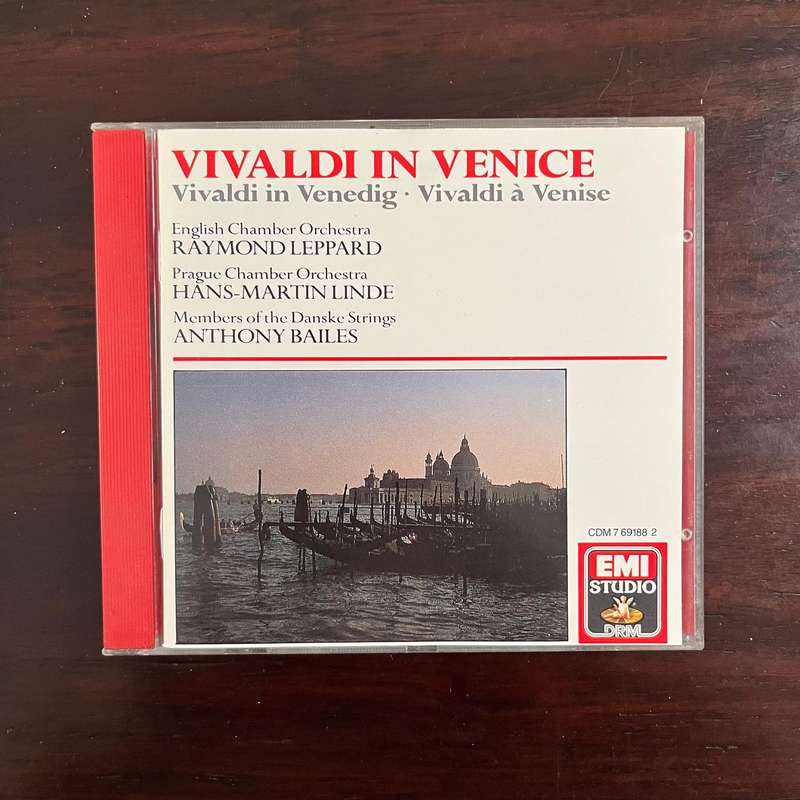 VIVALDI IN VENICE
Vivaldi in Venedig · Vivaldi à Venise
English Chamber Orchestra
RAYMOND LEPPARD
Prague Chamber Orchestra
HANS-MARTIN LINDE
Members of the Danske Strings
ANTHONY BAILES
CDM 7 69188 2
EMI
STUDIO
DRM